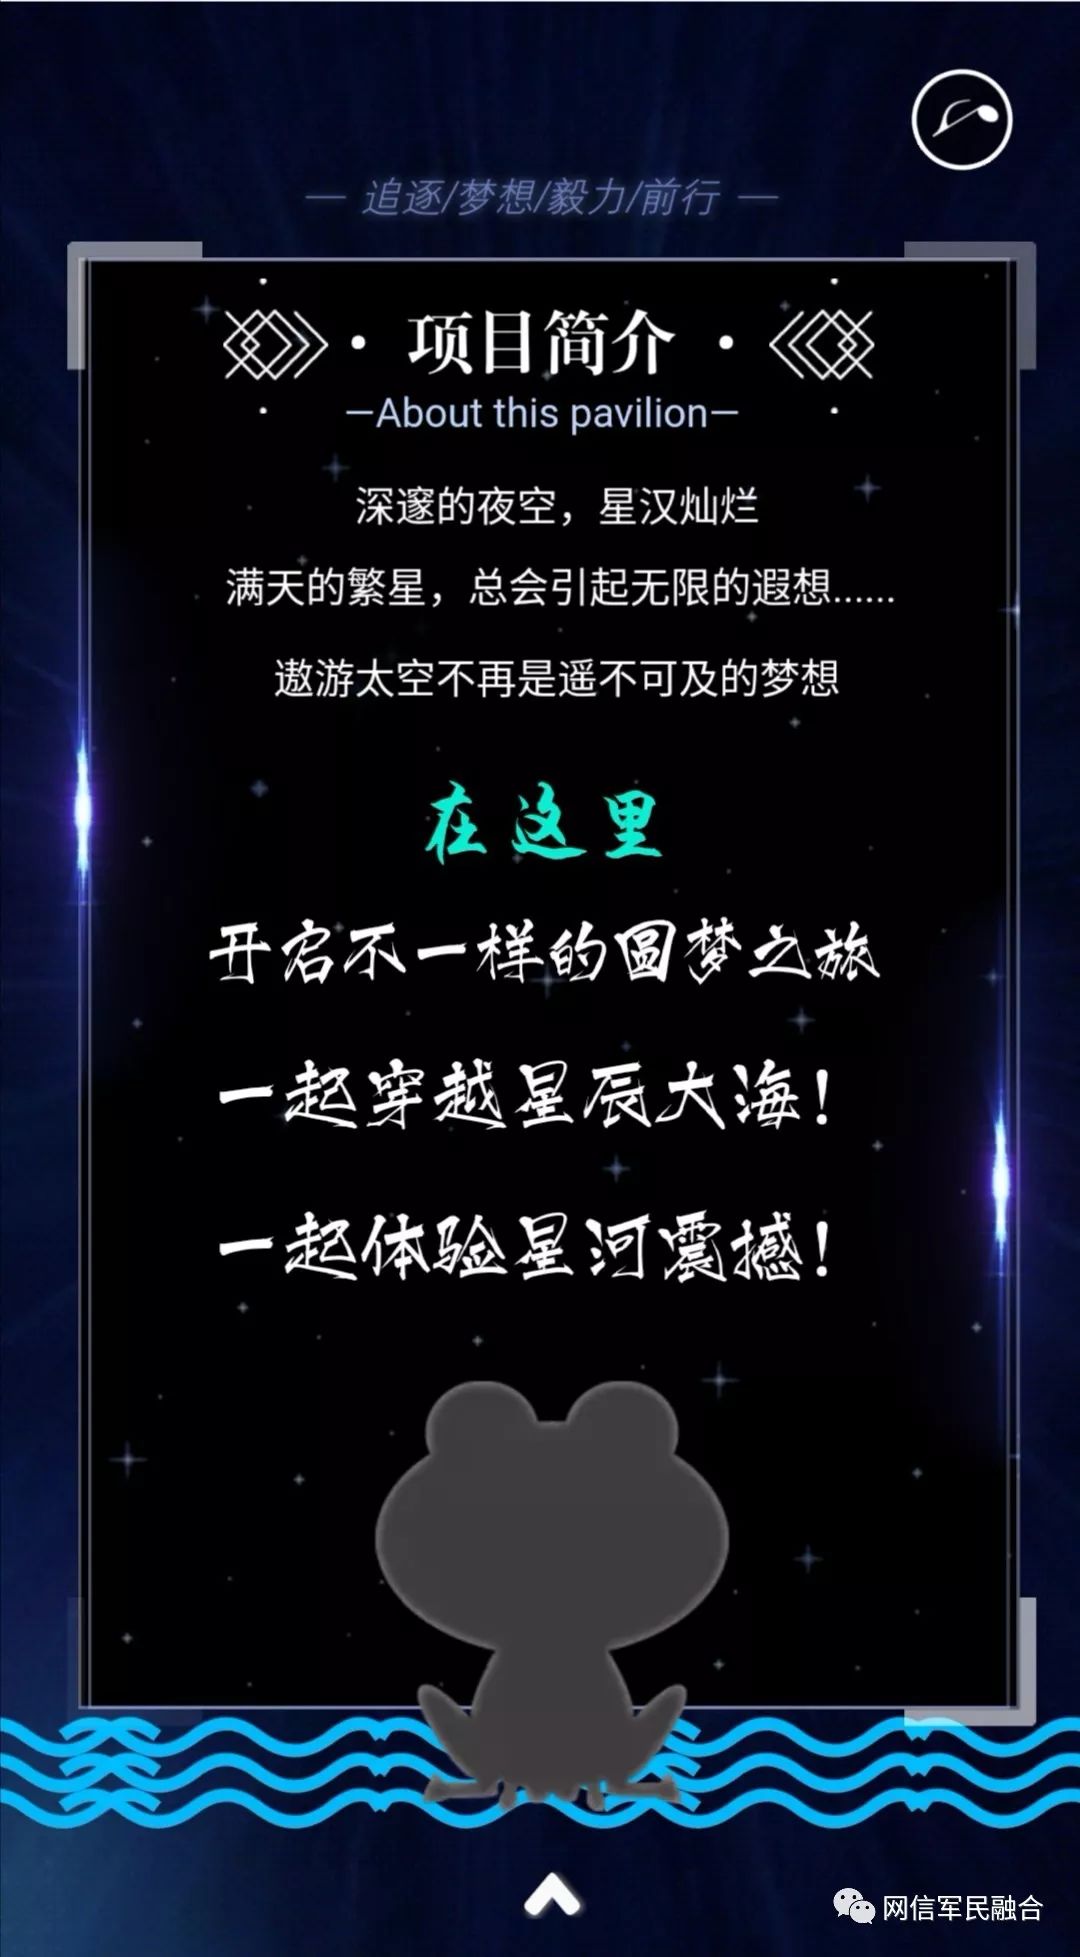 — 追逐/梦想/毅力/前行 —
· 项目简介 ·
—About this pavilion—
深邃的夜空，星汉灿烂
满天的繁星，总会引起无限的遐想......
遨游太空不再是遥不可及的梦想
在这里
开启不一样的圆梦之旅
一起穿越星辰大海！
一起体验星河震撼！
网信军民融合